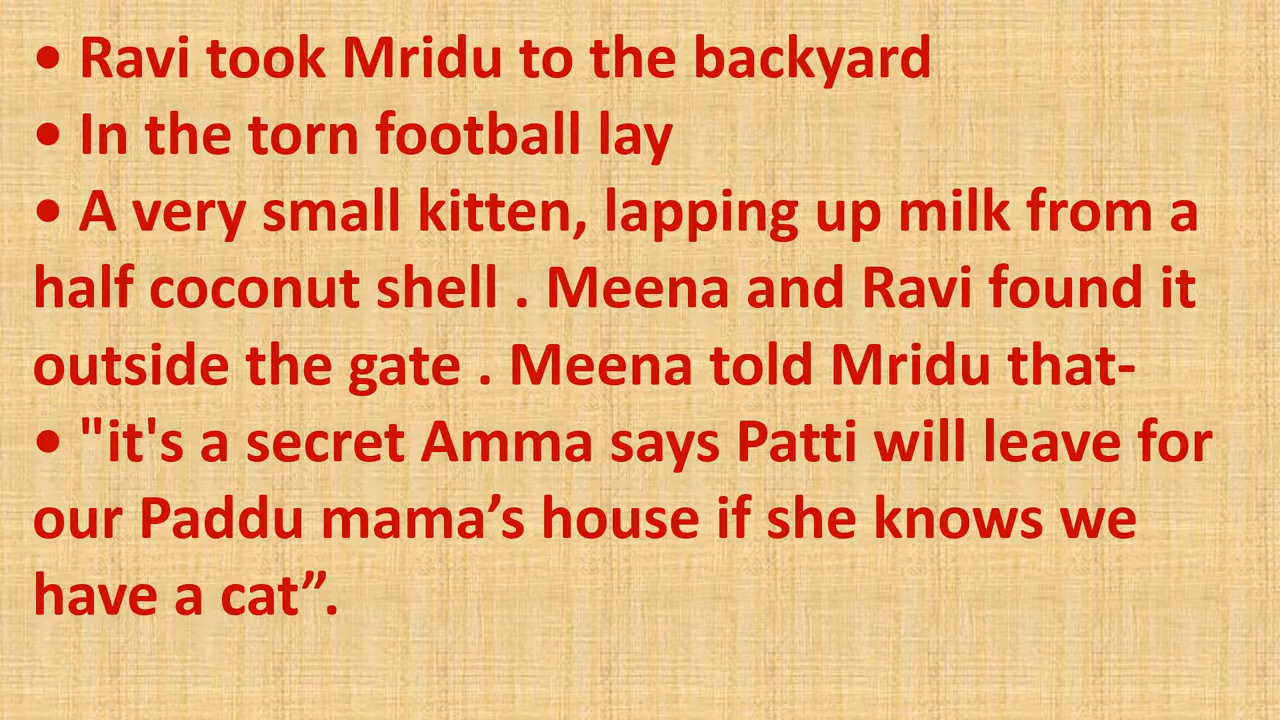 • Ravi took Mridu to the backyard
• In the torn football lay
• A very small kitten, lapping up milk from a
half coconut shell . Meena and Ravi found it
outside the gate . Meena told Mridu that-
• "it's a secret Amma says Patti will leave for
our Paddu mama’s house if she knows we
have a cat”.